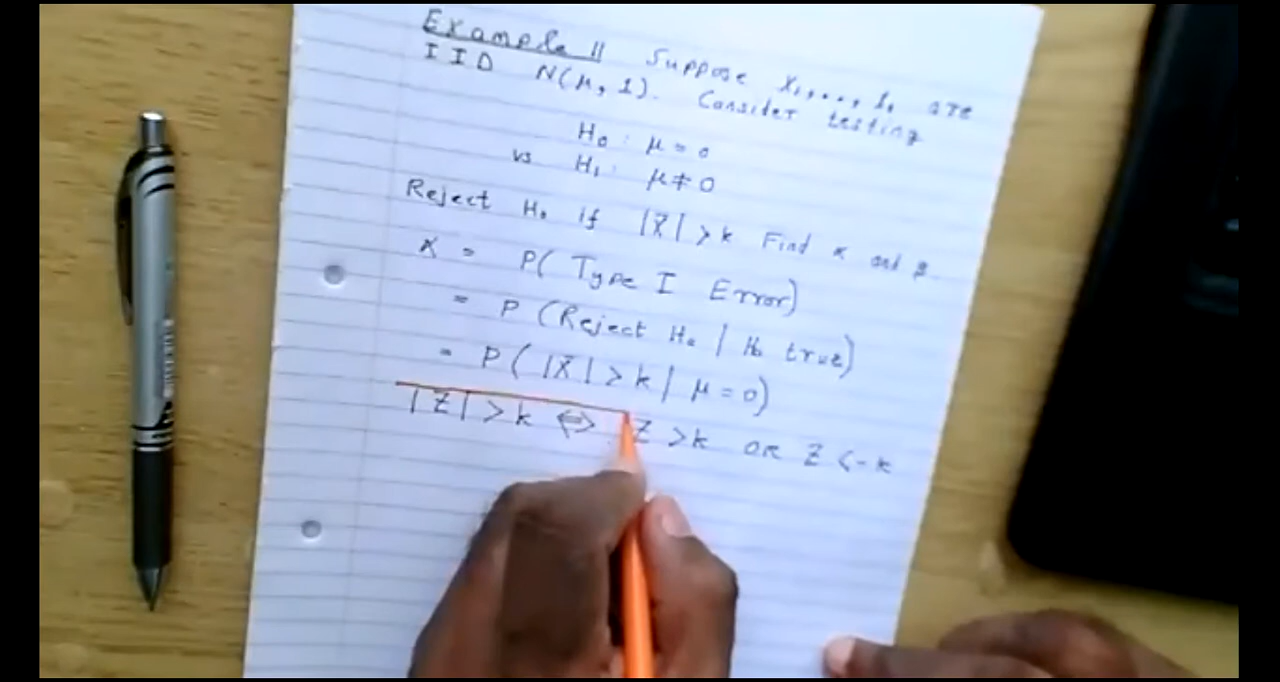 Example 11 Suppose X₁,..., X, are
IID N(μ, 1). Consider testing
H₀ : μ = 0
vs H₁ : μ ≠ 0
Reject H₀ if |X̄| > k Find α and β
α = P( Type I Error)
= P (Reject H₀ | H₀ true)
= P ( |X̄| > k | μ = 0)
|Z| > k ⇔ Z > k OR Z < -k